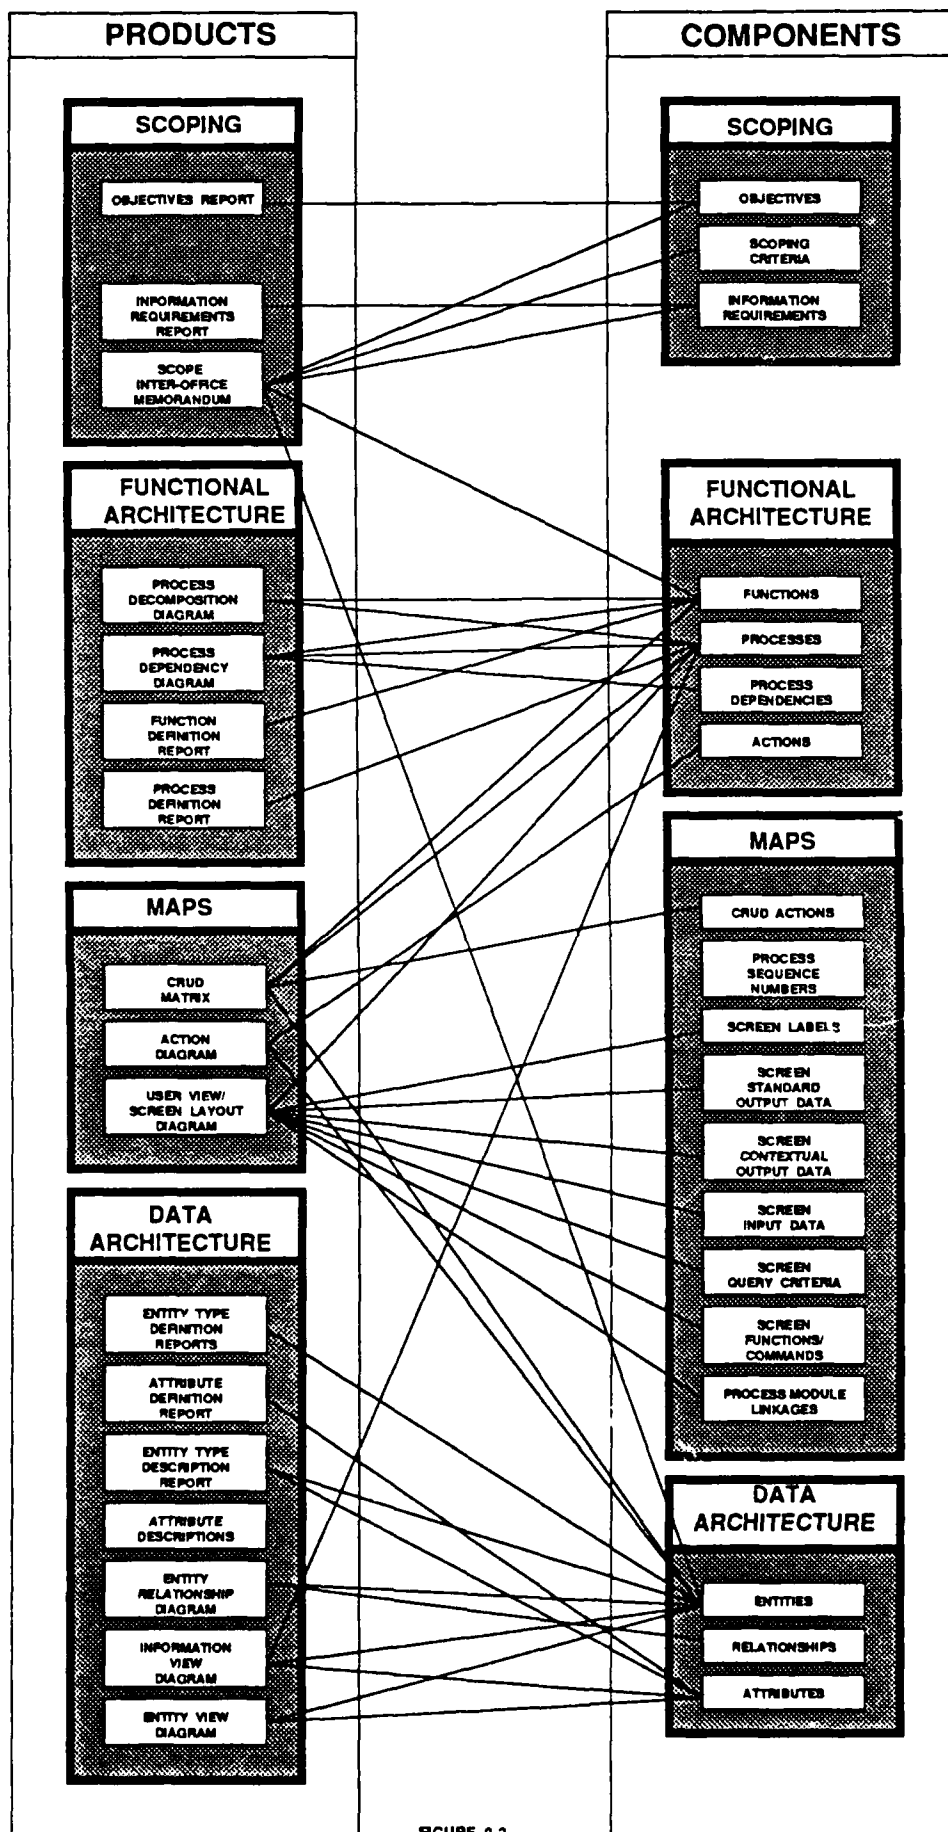 PRODUCTS
SCOPING
OBJECTIVES REPORT
INFORMATION
REQUIREMENTS
REPORT
SCOPE
INTER-OFFICE
MEMORANDUM
FUNCTIONAL
ARCHITECTURE
PROCESS
DECOMPOSITION
DIAGRAM
PROCESS
DEPENDENCY
DIAGRAM
FUNCTION
DEFINITION
REPORT
PROCESS
DEFINITION
REPORT
MAPS
CRUD
MATRIX
ACTION
DIAGRAM
USER VIEW/
SCREEN LAYOUT
DIAGRAM
DATA
ARCHITECTURE
ENTITY TYPE
DEFINITION
REPORTS
ATTRIBUTE
DEFINITION
REPORT
ENTITY TYPE
DESCRIPTION
REPORT
ATTRIBUTE
DESCRIPTIONS
ENTITY
RELATIONSHIP
DIAGRAM
INFORMATION
VIEW
DIAGRAM
ENTITY VIEW
DIAGRAM
COMPONENTS
SCOPING
OBJECTIVES
SCOPING
CRITERIA
INFORMATION
REQUIREMENTS
FUNCTIONAL
ARCHITECTURE
FUNCTIONS
PROCESSES
PROCESS
DEPENDENCIES
ACTIONS
MAPS
CRUD ACTIONS
PROCESS
SEQUENCE
NUMBERS
SCREEN LABELS
SCREEN
STANDARD
OUTPUT DATA
SCREEN
CONTEXTUAL
OUTPUT DATA
SCREEN
INPUT DATA
SCREEN
QUERY CRITERIA
SCREEN
FUNCTIONS/
COMMANDS
PROCESS MODULE
LINKAGES
DATA
ARCHITECTURE
ENTITIES
RELATIONSHIPS
ATTRIBUTES
FIGURE